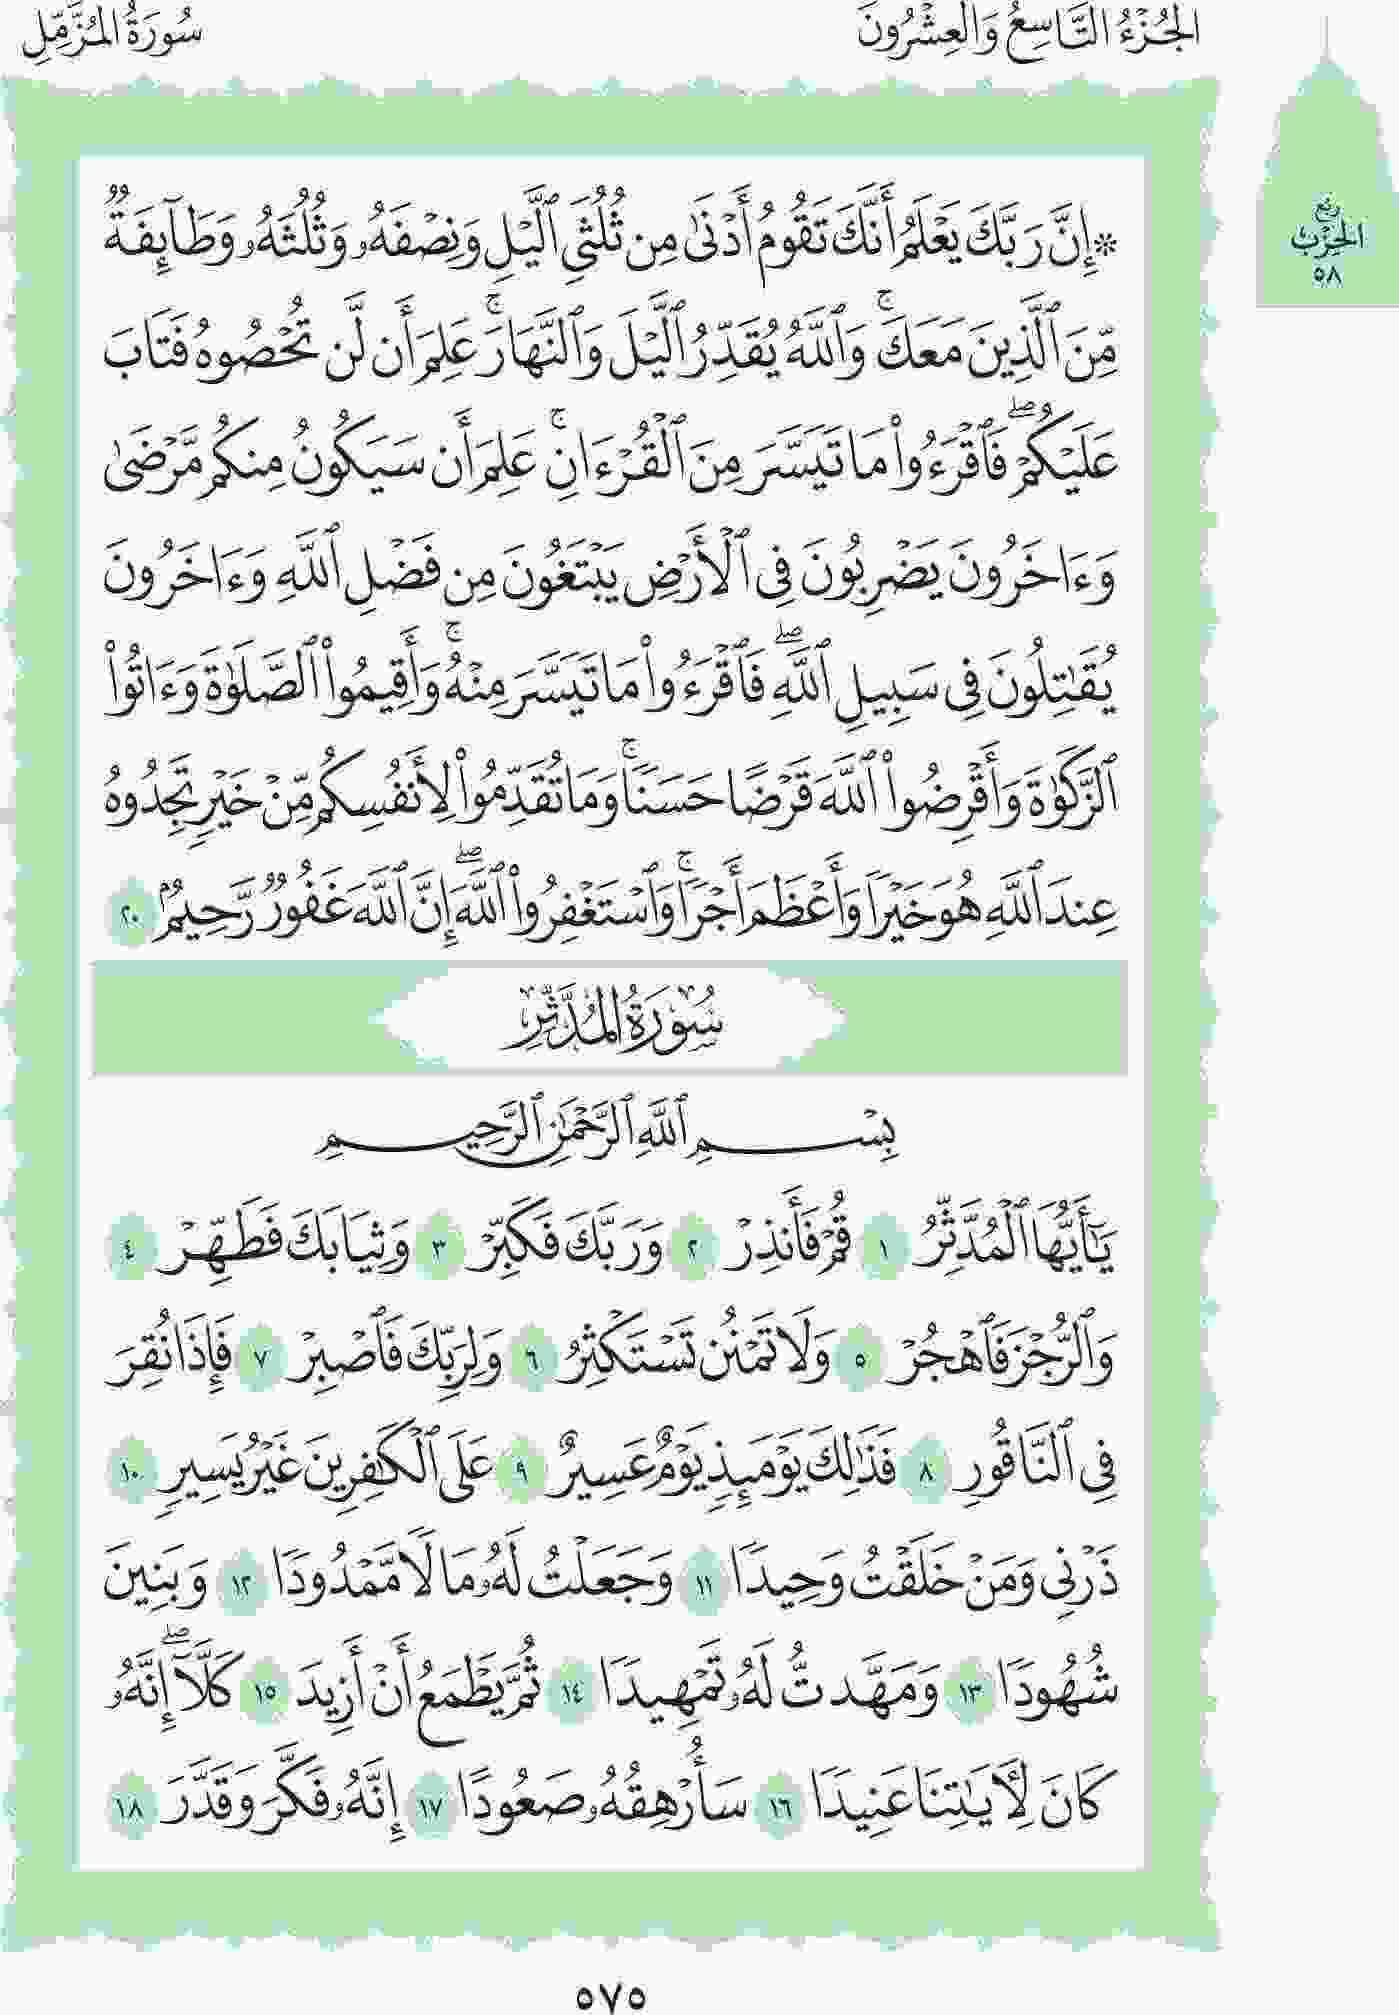 الجُزْءُ التَّاسِعُ وَالْعِشْرُونَ
سُورَةُ المُزَّمِّلِ
رُبع
الحِزْب
٥٨
۞ إِنَّ رَبَّكَ يَعْلَمُ أَنَّكَ تَقُومُ أَدْنَىٰ مِن ثُلُثَيِ ٱلَّيْلِ وَنِصْفَهُۥ وَثُلُثَهُۥ وَطَآئِفَةٌ
مِّنَ ٱلَّذِينَ مَعَكَۚ وَٱللَّهُ يُقَدِّرُ ٱلَّيْلَ وَٱلنَّهَارَۚ عَلِمَ أَن لَّن تُحْصُوهُ فَتَابَ
عَلَيْكُمْۖ فَٱقْرَءُوا۟ مَا تَيَسَّرَ مِنَ ٱلْقُرْءَانِۚ عَلِمَ أَن سَيَكُونُ مِنكُم مَّرْضَىٰ
وَءَاخَرُونَ يَضْرِبُونَ فِى ٱلْأَرْضِ يَبْتَغُونَ مِن فَضْلِ ٱللَّهِ وَءَاخَرُونَ
يُقَٰتِلُونَ فِى سَبِيلِ ٱللَّهِۖ فَٱقْرَءُوا۟ مَا تَيَسَّرَ مِنْهُۚ وَأَقِيمُوا۟ ٱلصَّلَوٰةَ وَءَاتُوا۟
ٱلزَّكَوٰةَ وَأَقْرِضُوا۟ ٱللَّهَ قَرْضًا حَسَنًاۚ وَمَا تُقَدِّمُوا۟ لِأَنفُسِكُم مِّنْ خَيْرٍ تَجِدُوهُ
عِندَ ٱللَّهِ هُوَ خَيْرًا وَأَعْظَمَ أَجْرًاۚ وَٱسْتَغْفِرُوا۟ ٱللَّهَۖ إِنَّ ٱللَّهَ غَفُورٌ رَّحِيمٌۢ ٢٠
سُورَةُ المُدَّثِّرِ
بِسْمِ ٱللَّهِ ٱلرَّحْمَٰنِ ٱلرَّحِيمِ
يَٰٓأَيُّهَا ٱلْمُدَّثِّرُ ١ قُمْ فَأَنذِرْ ٢ وَرَبَّكَ فَكَبِّرْ ٣ وَثِيَابَكَ فَطَهِّرْ ٤
وَٱلرُّجْزَ فَٱهْجُرْ ٥ وَلَا تَمْنُن تَسْتَكْثِرُ ٦ وَلِرَبِّكَ فَٱصْبِرْ ٧ فَإِذَا نُقِرَ
فِى ٱلنَّاقُورِ ٨ فَذَٰلِكَ يَوْمَئِذٍ يَوْمٌ عَسِيرٌ ٩ عَلَى ٱلْكَٰفِرِينَ غَيْرُ يَسِيرٍ ١٠
ذَرْنِى وَمَنْ خَلَقْتُ وَحِيدًا ١١ وَجَعَلْتُ لَهُۥ مَالًا مَّمْدُودًا ١٢ وَبَنِينَ
شُهُودًا ١٣ وَمَهَّدتُّ لَهُۥ تَمْهِيدًا ١٤ ثُمَّ يَطْمَعُ أَنْ أَزِيدَ ١٥ كَلَّآۖ إِنَّهُۥ
كَانَ لِءَايَٰتِنَا عَنِيدًا ١٦ سَأُرْهِقُهُۥ صَعُودًا ١٧ إِنَّهُۥ فَكَّرَ وَقَدَّرَ ١٨
٥٧٥